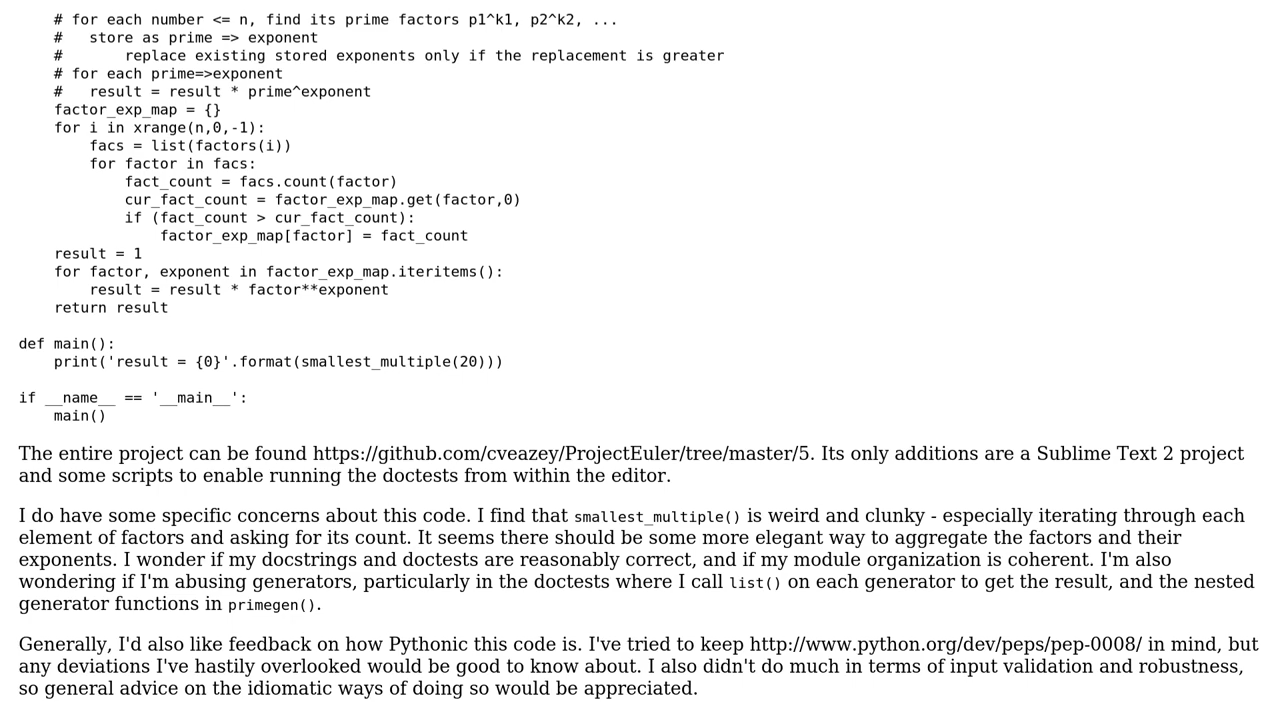 # for each number <= n, find its prime factors p1^k1, p2^k2, ...
    #   store as prime => exponent
    #       replace existing stored exponents only if the replacement is greater
    # for each prime=>exponent
    #   result = result * prime^exponent
    factor_exp_map = {}
    for i in xrange(n,0,-1):
        facs = list(factors(i))
        for factor in facs:
            fact_count = facs.count(factor)
            cur_fact_count = factor_exp_map.get(factor,0)
            if (fact_count > cur_fact_count):
                factor_exp_map[factor] = fact_count
    result = 1
    for factor, exponent in factor_exp_map.iteritems():
        result = result * factor**exponent
    return result

def main():
    print('result = {0}'.format(smallest_multiple(20)))

if __name__ == '__main__':
    main()

The entire project can be found https://github.com/cveazey/ProjectEuler/tree/master/5. Its only additions are a Sublime Text 2 project
and some scripts to enable running the doctests from within the editor.

I do have some specific concerns about this code. I find that smallest_multiple() is weird and clunky - especially iterating through each
element of factors and asking for its count. It seems there should be some more elegant way to aggregate the factors and their
exponents. I wonder if my docstrings and doctests are reasonably correct, and if my module organization is coherent. I'm also
wondering if I'm abusing generators, particularly in the doctests where I call list() on each generator to get the result, and the nested
generator functions in primegen().

Generally, I'd also like feedback on how Pythonic this code is. I've tried to keep http://www.python.org/dev/peps/pep-0008/ in mind, but
any deviations I've hastily overlooked would be good to know about. I also didn't do much in terms of input validation and robustness,
so general advice on the idiomatic ways of doing so would be appreciated.